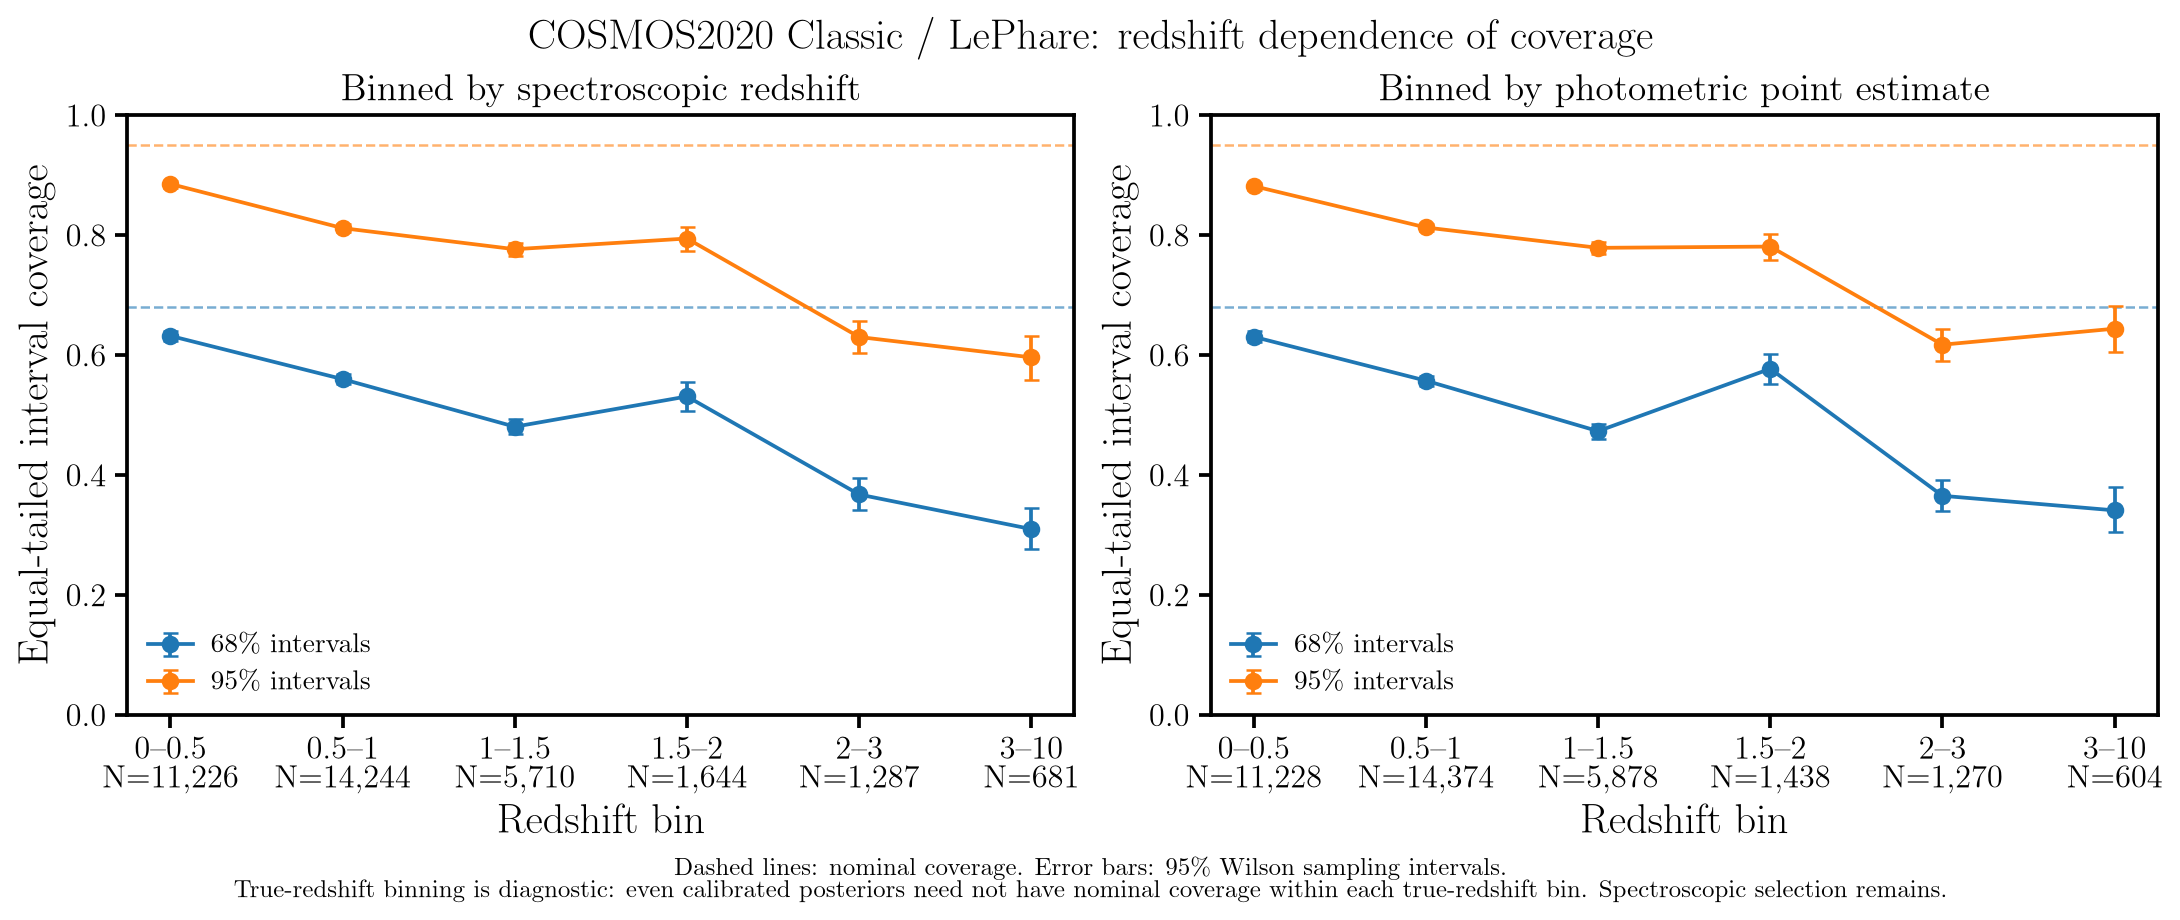 COSMOS2020 Classic / LePhare: redshift dependence of coverage
Binned by spectroscopic redshift
Equal-tailed interval coverage
1.0
0.8
0.6
0.4
0.2
0.0
68% intervals
95% intervals
0–0.5 0.5–1 1–1.5 1.5–2 2–3 3–10
N=11,226 N=14,244 N=5,710 N=1,644 N=1,287 N=681
Redshift bin
Binned by photometric point estimate
Equal-tailed interval coverage
1.0
0.8
0.6
0.4
0.2
0.0
68% intervals
95% intervals
0–0.5 0.5–1 1–1.5 1.5–2 2–3 3–10
N=11,228 N=14,374 N=5,878 N=1,438 N=1,270 N=604
Redshift bin
Dashed lines: nominal coverage. Error bars: 95% Wilson sampling intervals.
True-redshift binning is diagnostic: even calibrated posteriors need not have nominal coverage within each true-redshift bin. Spectroscopic selection remains.